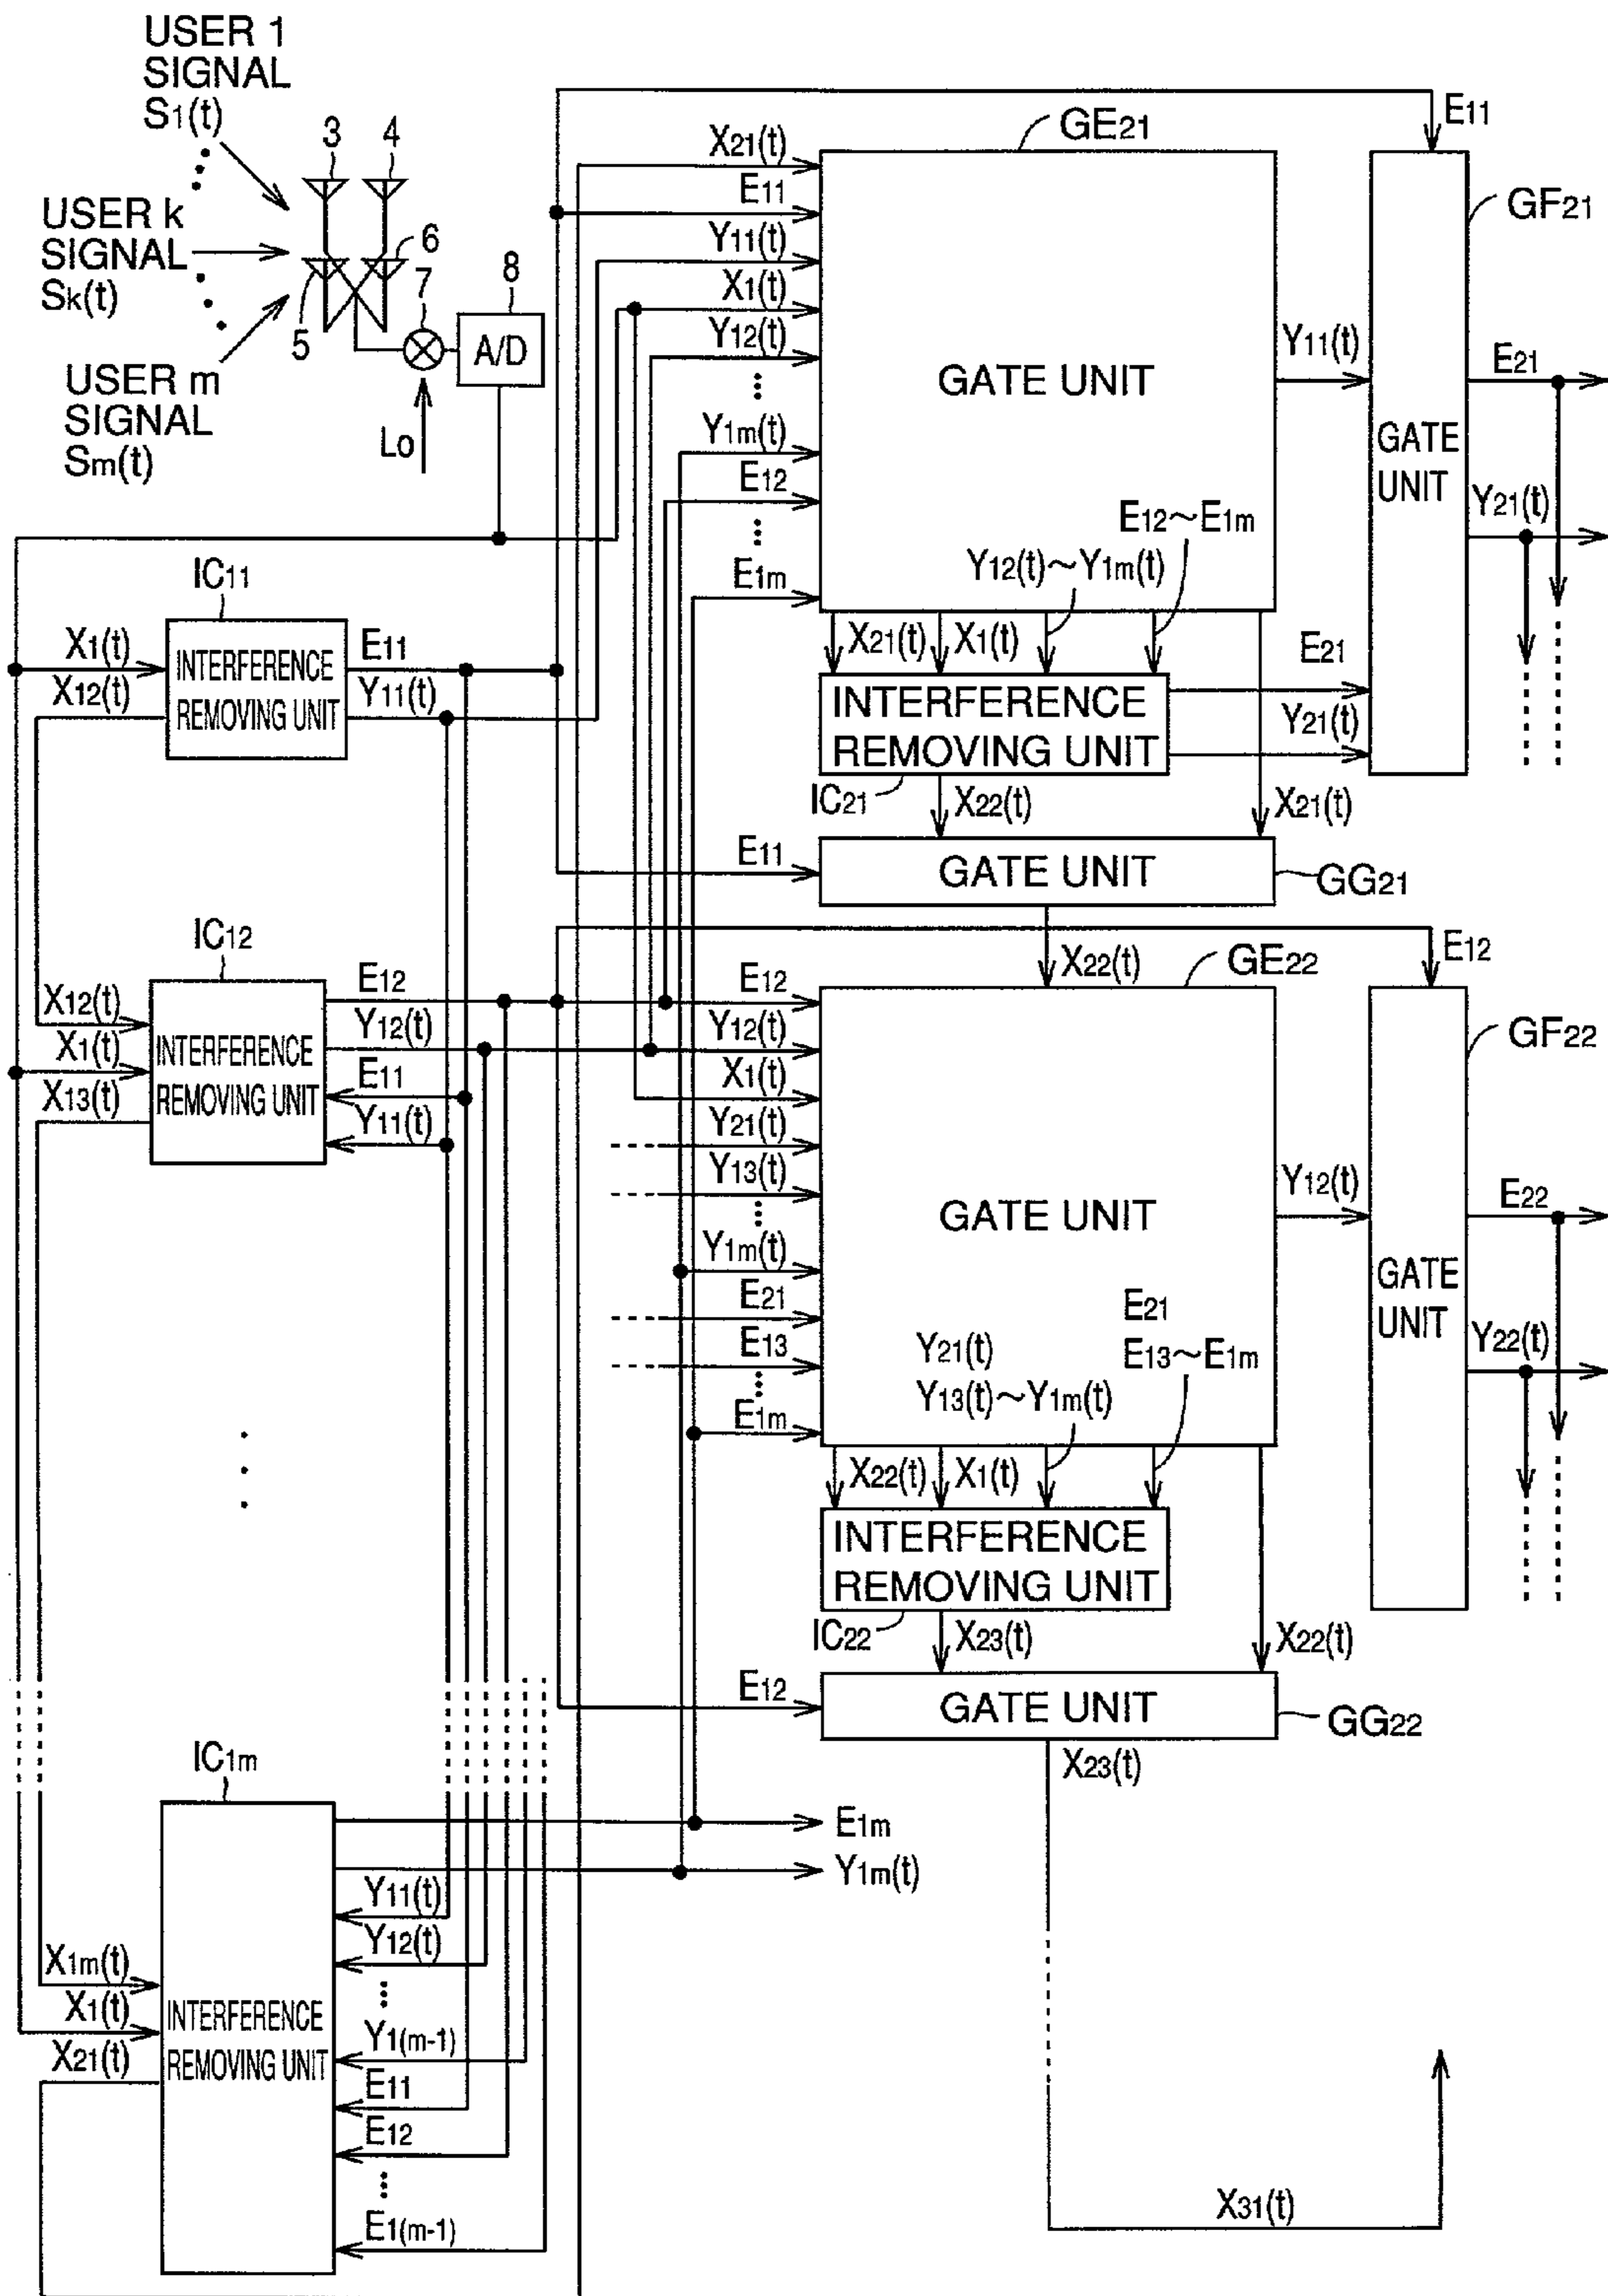 USER 1
SIGNAL
S1(t)
3
4
USER k
SIGNAL
Sk(t)
5
6
7
8
A/D
USER m
SIGNAL
Sm(t)
Lo
X21(t)
E11
Y11(t)
X1(t)
Y12(t)
Y1m(t)
E12
E1m
GE21
GATE UNIT
E12~E1m
Y12(t)~Y1m(t)
E11
GF21
Y11(t)
GATE
UNIT
E21
Y21(t)
X21(t)
X1(t)
INTERFERENCE
REMOVING UNIT
IC21
E21
Y21(t)
X22(t)
X21(t)
E11
GATE UNIT
GG21
X22(t)
IC11
X1(t)
X12(t)
INTERFERENCE
REMOVING UNIT
E11
Y11(t)
IC12
X12(t)
X1(t)
X13(t)
INTERFERENCE
REMOVING UNIT
E12
Y12(t)
E11
Y11(t)
E12
Y12(t)
X1(t)
Y21(t)
Y13(t)
Y1m(t)
E21
E13
E1m
GE22
GATE UNIT
E21
E13~E1m
Y21(t)
Y13(t)~Y1m(t)
E12
GF22
Y12(t)
GATE
UNIT
E22
Y22(t)
X22(t)
X1(t)
INTERFERENCE
REMOVING UNIT
IC22
X23(t)
X22(t)
E12
GATE UNIT
GG22
X23(t)
IC1m
X1m(t)
X1(t)
X21(t)
INTERFERENCE
REMOVING UNIT
E1m
Y1m(t)
Y11(t)
Y12(t)
Y1(m-1)
E11
E12
E1(m-1)
X31(t)